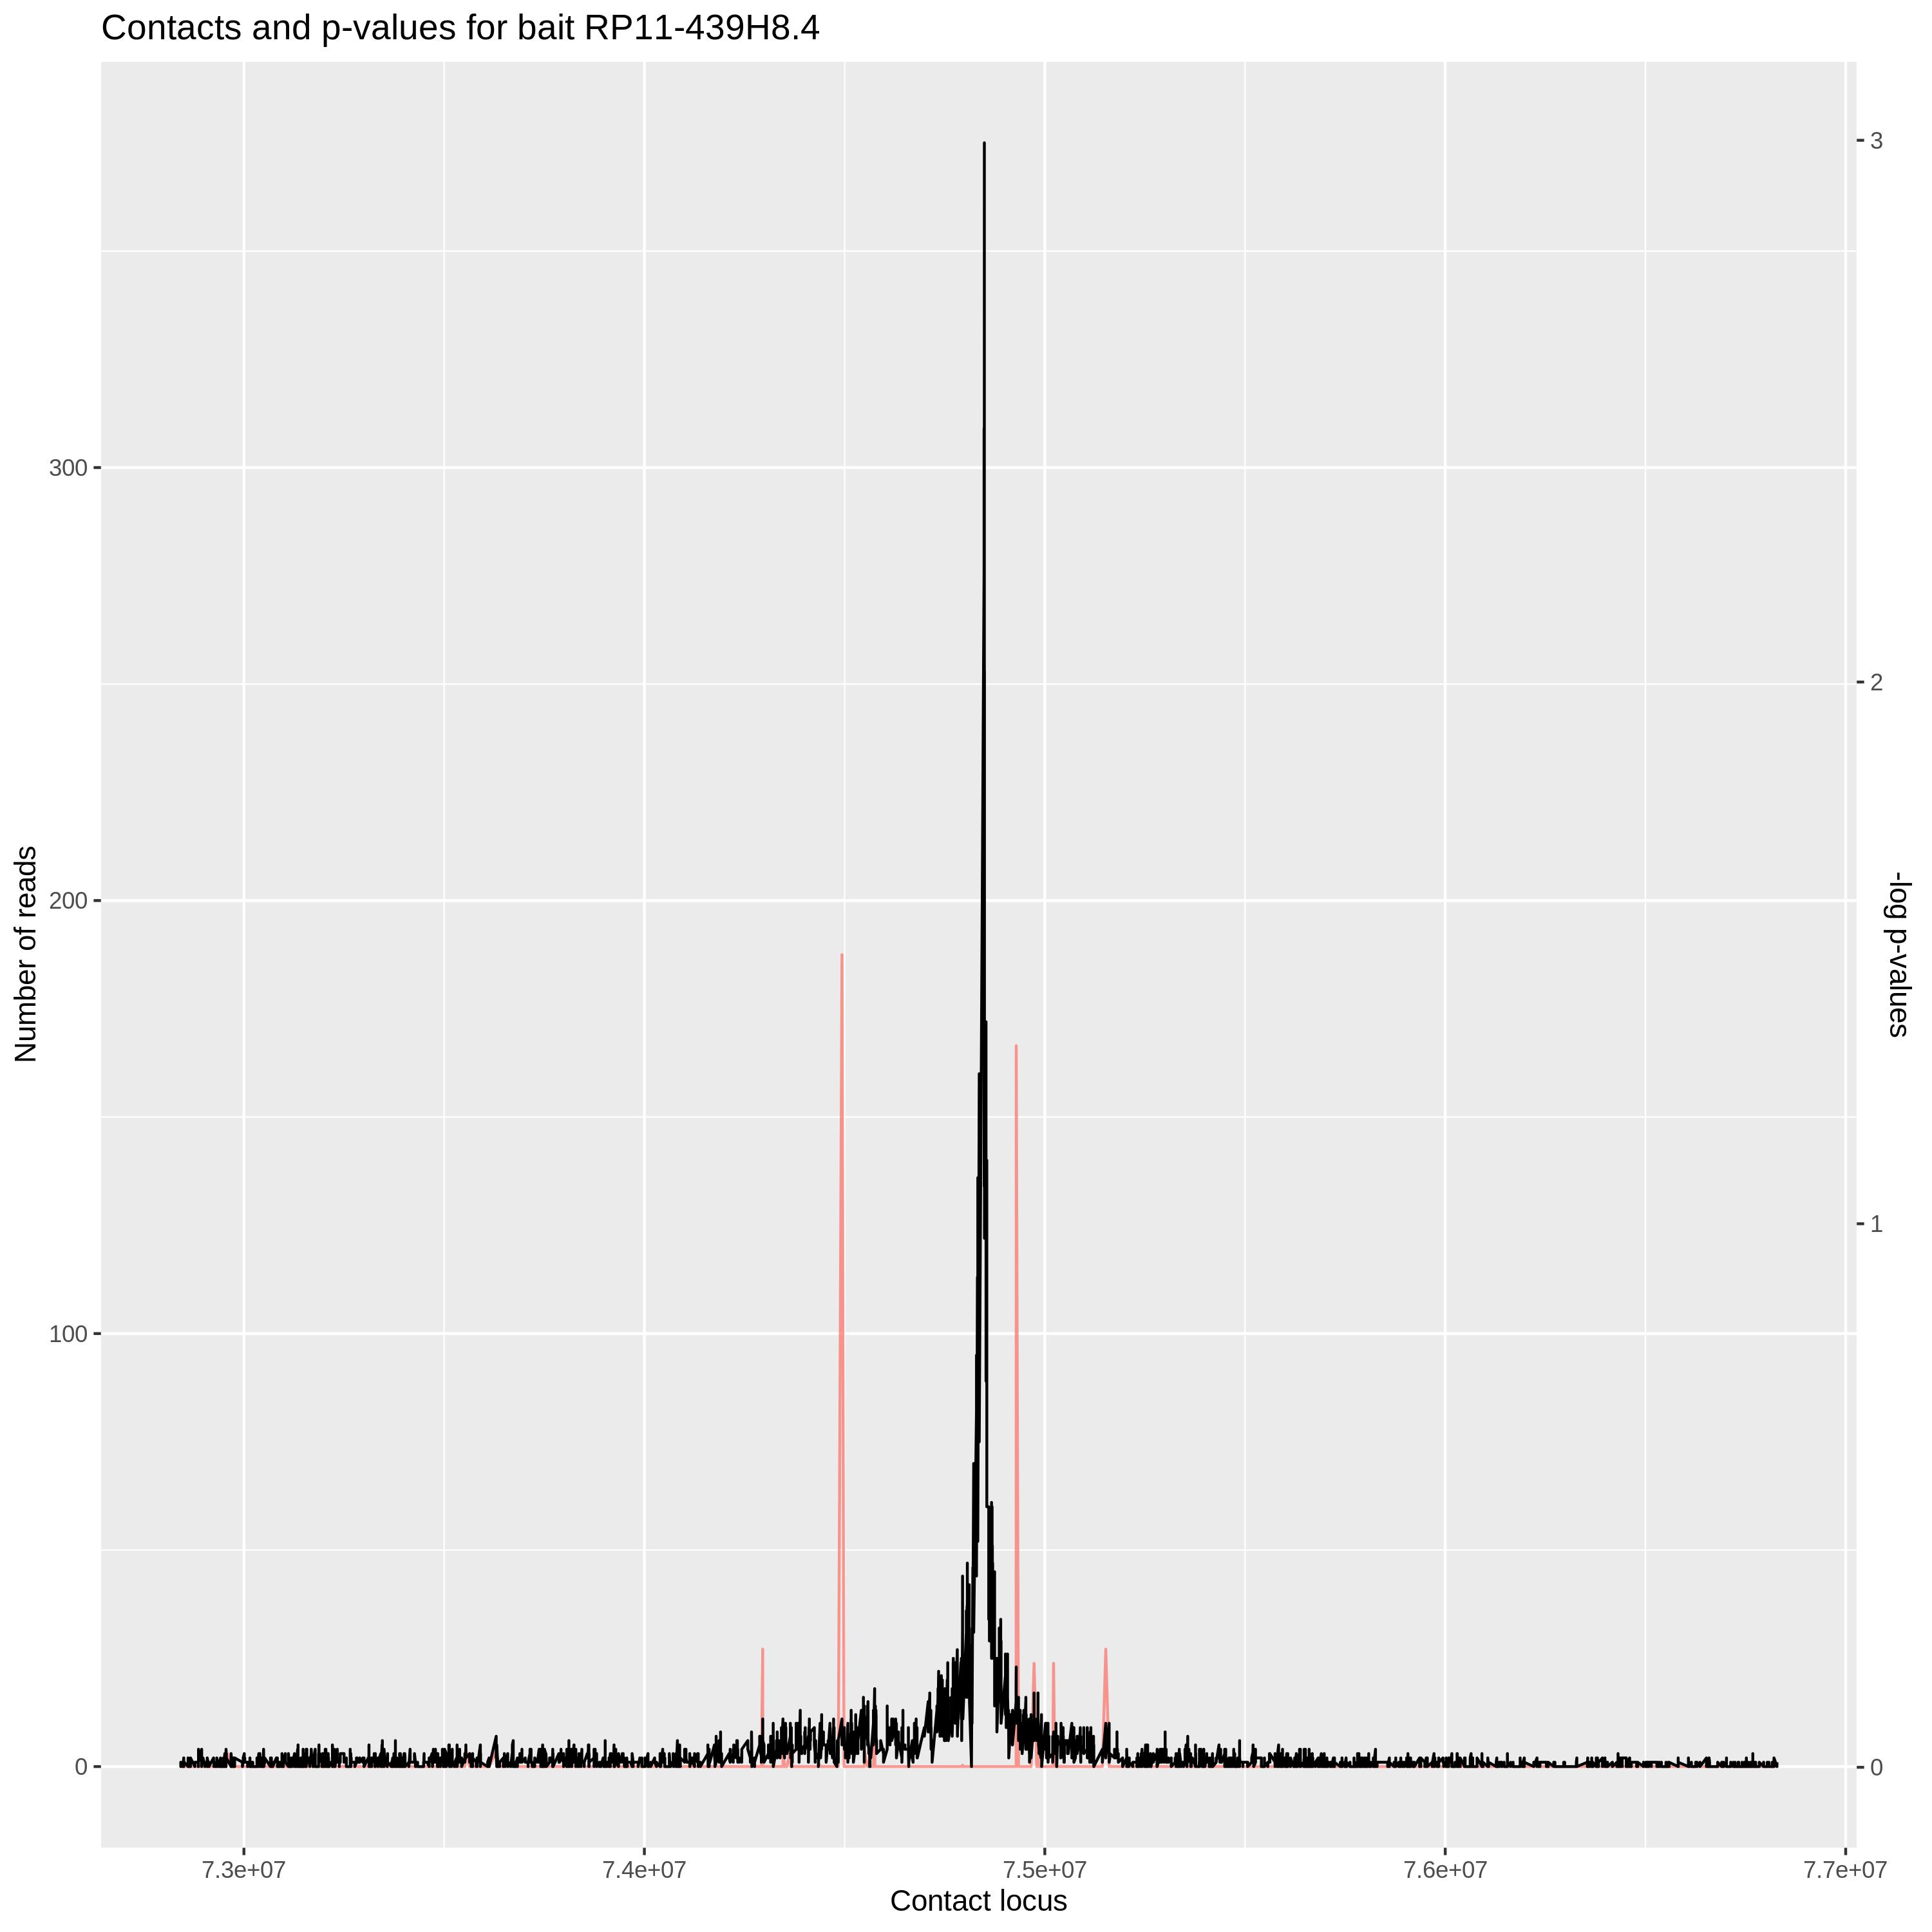 Contacts and p-values for bait RP11-439H8.4
3
300
2
200
Number of reads
-log p-values
1
100
0
0
7.3e+07
7.4e+07
7.5e+07
7.6e+07
7.7e+07
Contact locus